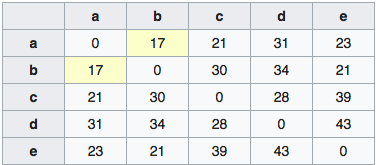 a b c d e
a 0 17 21 31 23
b 17 0 30 34 21
c 21 30 0 28 39
d 31 34 28 0 43
e 23 21 39 43 0